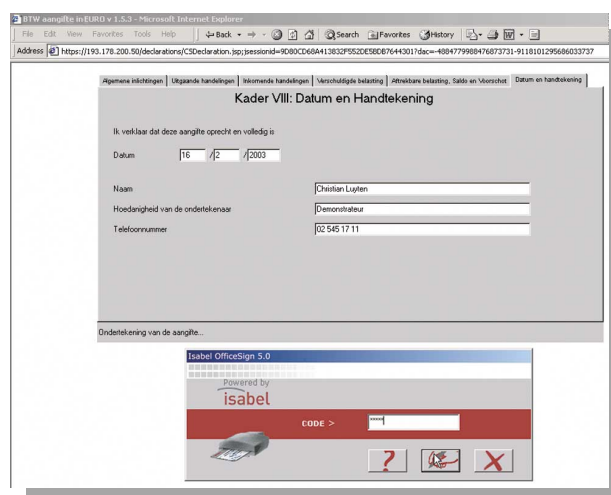 BTW aangifte in EURO v 1.5.3 - Microsoft Internet Explorer
File Edit View Favorites Tools Help Back Search Favorites History
Address https://193.178.200.50/declarations/CSDeclaration.jsp;jsessionid=9D80CD68A413832F552DE5BDB7644301?dac=-4884779988476873731-9118101295686033737
Algemene inlichtingen Uitgaande handelingen Inkomende handelingen Verschuldigde belasting Aftrekbare belasting, Saldo en Voorschot Datum en handtekening
Kader VIII: Datum en Handtekening
Ik verklaar dat deze aangifte oprecht en volledig is
Datum 16 / 2 / 2003
Naam Christian Luyten
Hoedanigheid van de ondertekenaar Demonstrateur
Telefoonnummer 02 545 17 11
Ondertekening van de aangifte...
Isabel OfficeSign 5.0
Powered by
isabel
CODE > *****
?